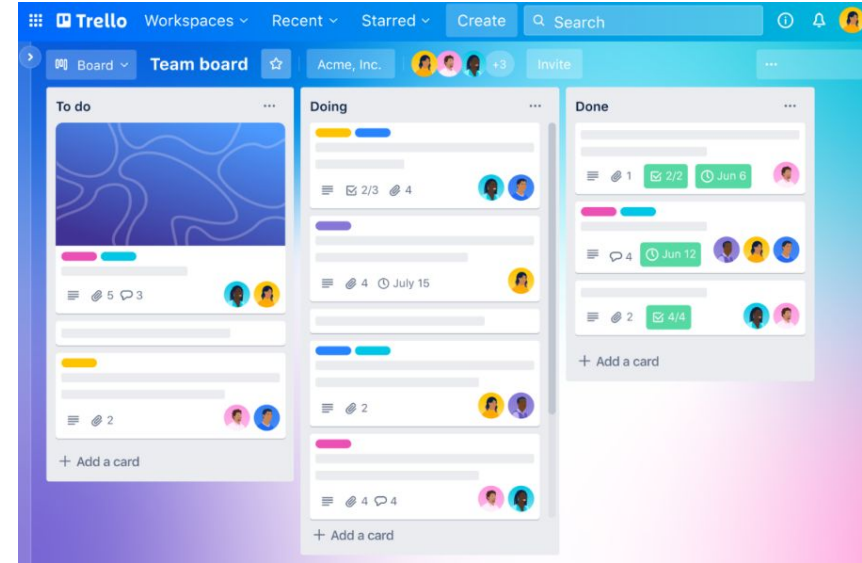 Trello Workspaces Recent Starred Create Search
Board Team board Acme, Inc. +3 Invite
To do
5 3
2
Add a card
Doing
2/3 4
4 July 15
2
4 4
Add a card
Done
1 2/2 Jun 6
4 Jun 12
2 4/4
Add a card